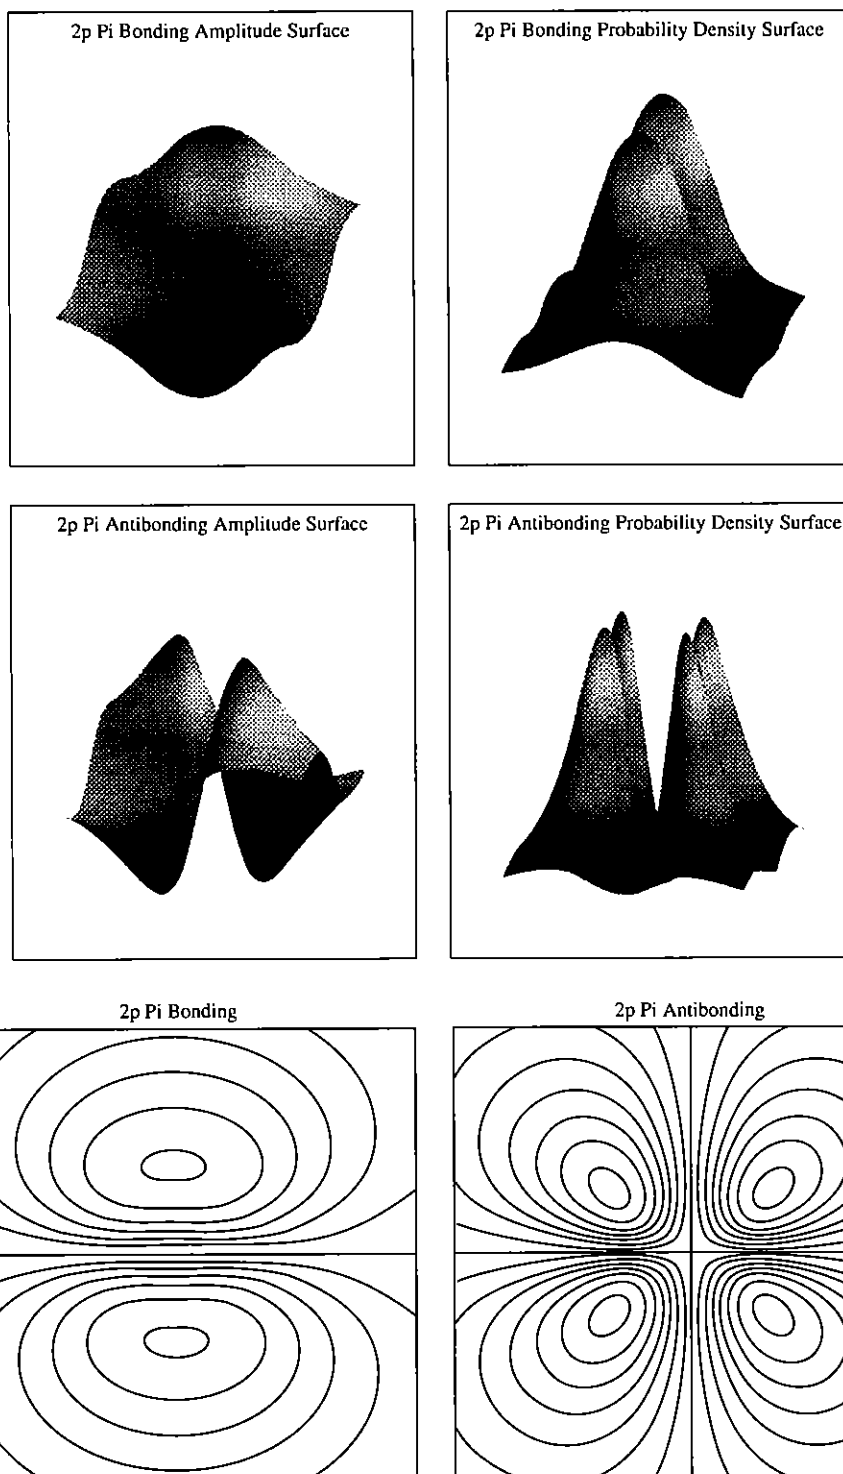 2p Pi Bonding Amplitude Surface
2p Pi Bonding Probability Density Surface
2p Pi Antibonding Amplitude Surface
2p Pi Antibonding Probability Density Surface
2p Pi Bonding
2p Pi Antibonding